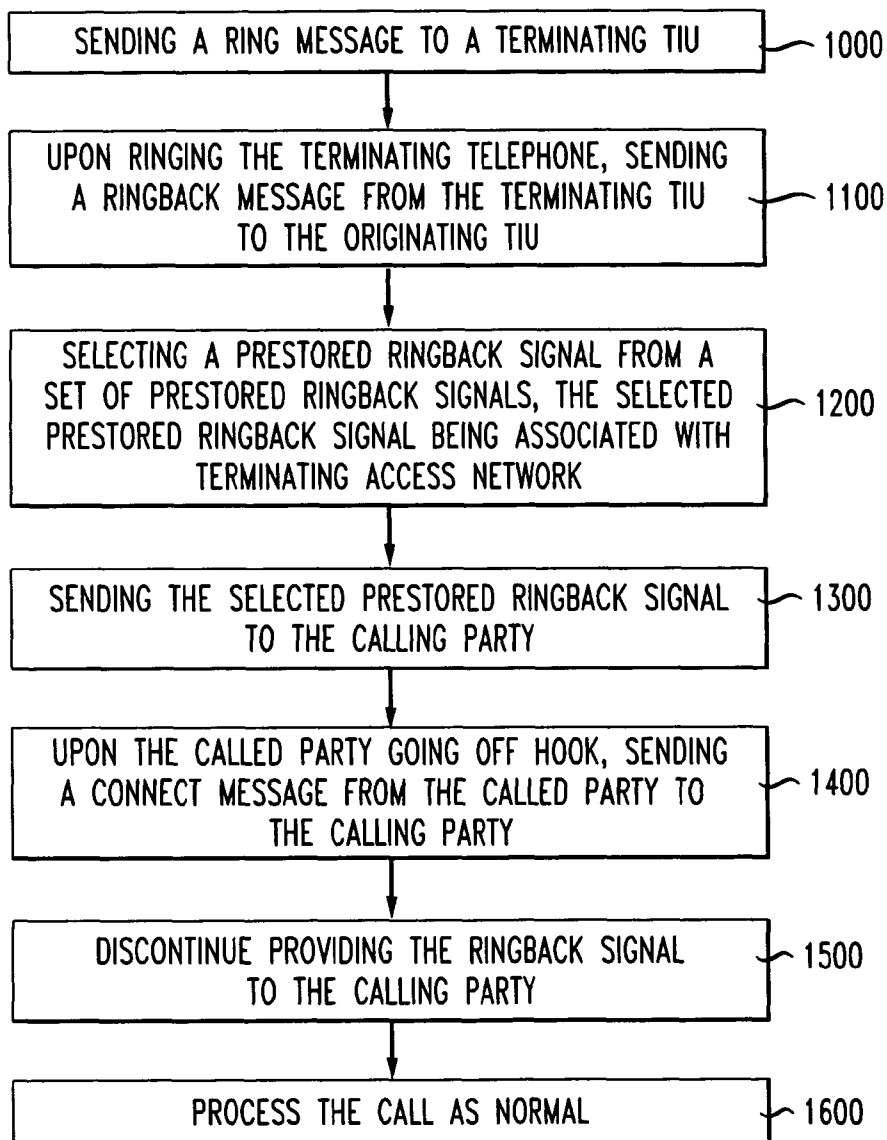 SENDING A RING MESSAGE TO A TERMINATING TIU
1000
UPON RINGING THE TERMINATING TELEPHONE, SENDING
A RINGBACK MESSAGE FROM THE TERMINATING TIU
TO THE ORIGINATING TIU
1100
SELECTING A PRESTORED RINGBACK SIGNAL FROM A
SET OF PRESTORED RINGBACK SIGNALS, THE SELECTED
PRESTORED RINGBACK SIGNAL BEING ASSOCIATED WITH
TERMINATING ACCESS NETWORK
1200
SENDING THE SELECTED PRESTORED RINGBACK SIGNAL
TO THE CALLING PARTY
1300
UPON THE CALLED PARTY GOING OFF HOOK, SENDING
A CONNECT MESSAGE FROM THE CALLED PARTY TO
THE CALLING PARTY
1400
DISCONTINUE PROVIDING THE RINGBACK SIGNAL
TO THE CALLING PARTY
1500
PROCESS THE CALL AS NORMAL
1600